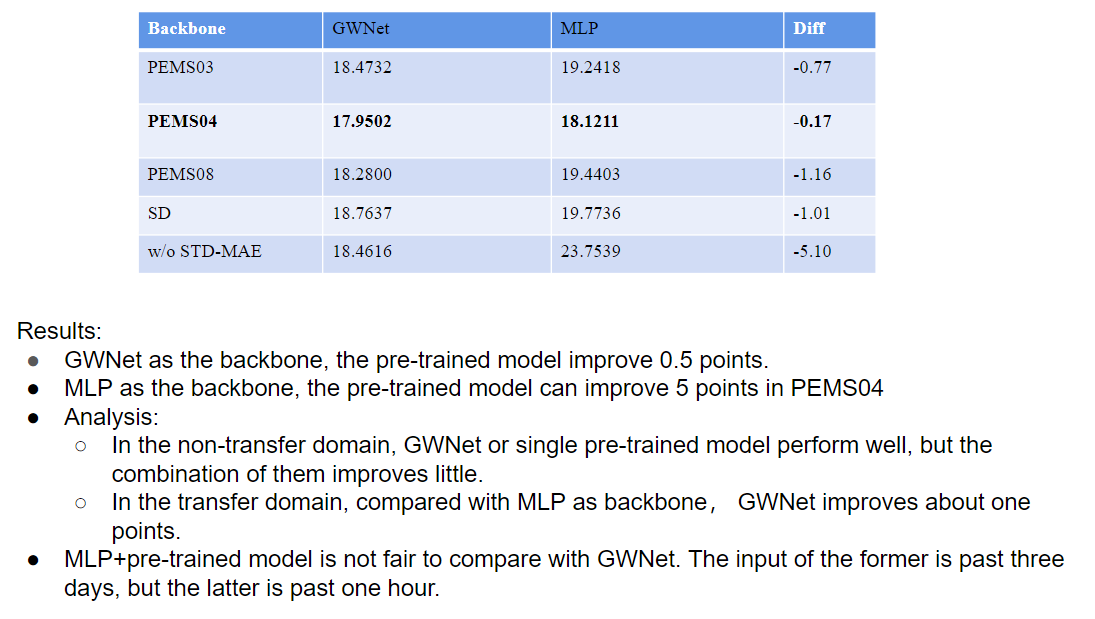 Backbone GWNet MLP Diff
PEMS03 18.4732 19.2418 -0.77
PEMS04 17.9502 18.1211 -0.17
PEMS08 18.2800 19.4403 -1.16
SD 18.7637 19.7736 -1.01
w/o STD-MAE 18.4616 23.7539 -5.10
Results:
● GWNet as the backbone, the pre-trained model improve 0.5 points.
● MLP as the backbone, the pre-trained model can improve 5 points in PEMS04
● Analysis:
○ In the non-transfer domain, GWNet or single pre-trained model perform well, but the
combination of them improves little.
○ In the transfer domain, compared with MLP as backbone， GWNet improves about one
points.
● MLP+pre-trained model is not fair to compare with GWNet. The input of the former is past three
days, but the latter is past one hour.